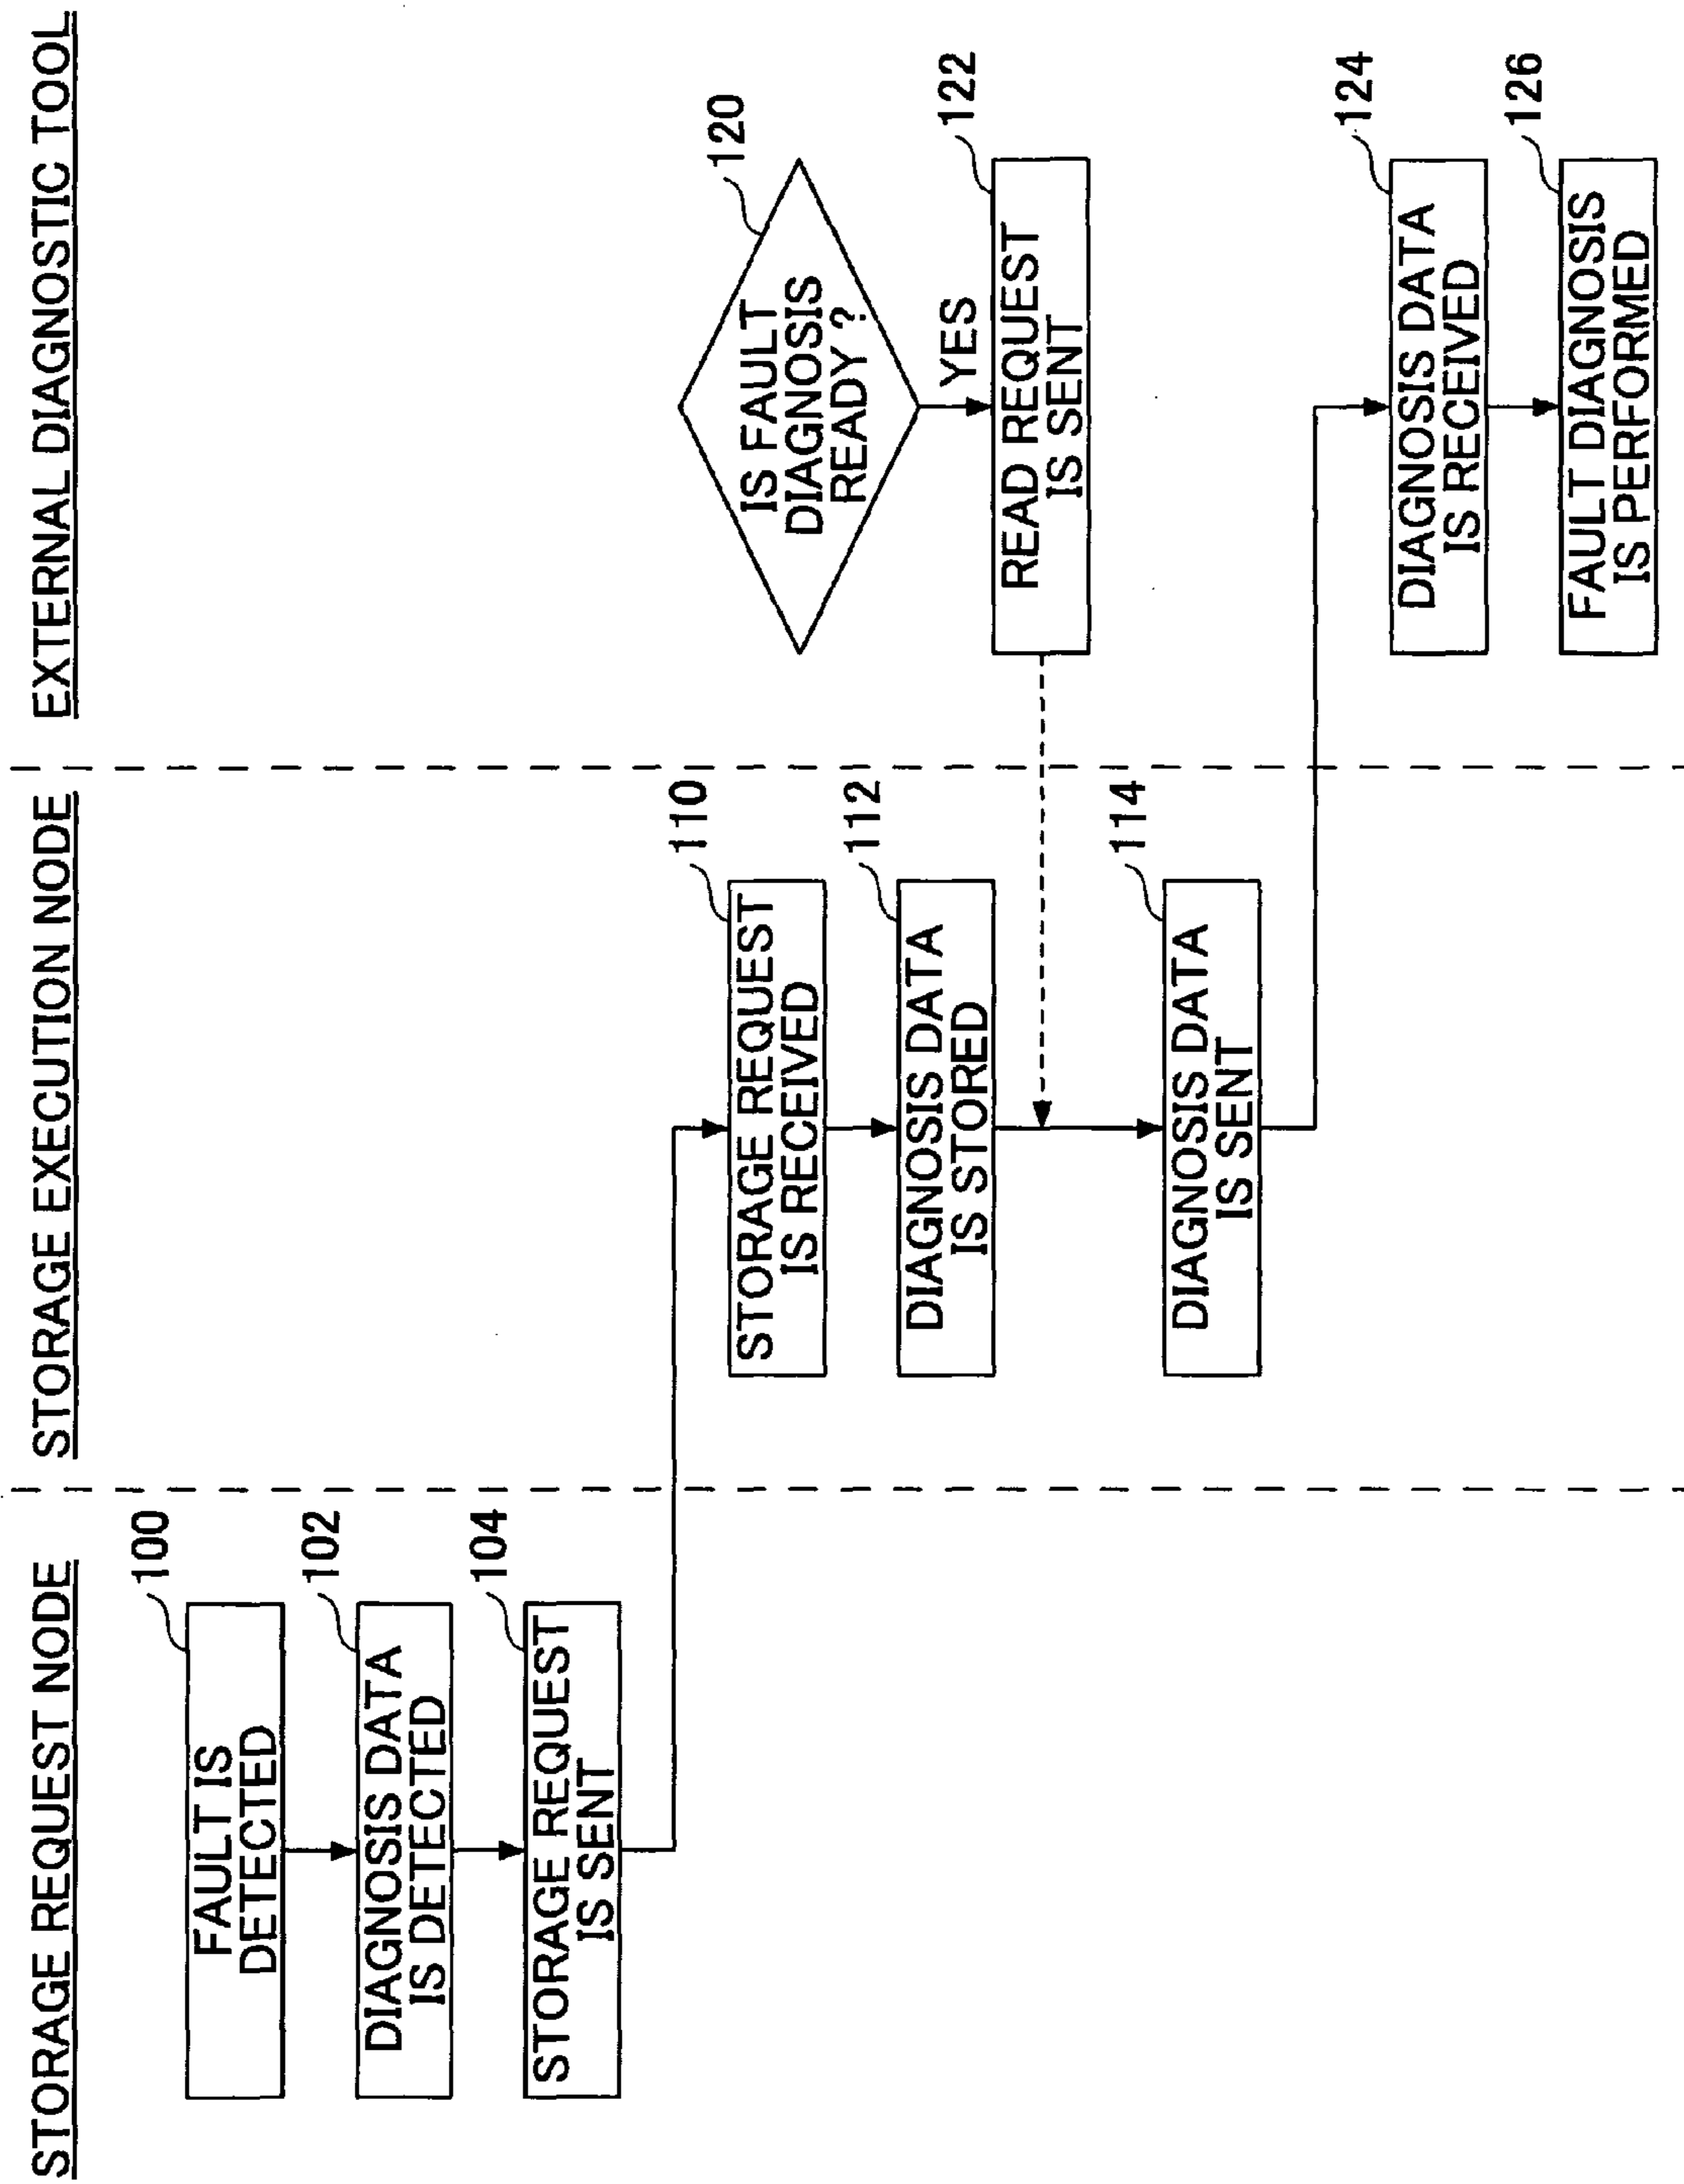 STORAGE REQUEST NODE
STORAGE EXECUTION NODE
EXTERNAL DIAGNOSTIC TOOL
100
FAULT IS
DETECTED
102
DIAGNOSIS DATA
IS DETECTED
104
STORAGE REQUEST
IS SENT
110
STORAGE REQUEST
IS RECEIVED
112
DIAGNOSIS DATA
IS STORED
114
DIAGNOSIS DATA
IS SENT
120
IS FAULT
DIAGNOSIS
READY ?
YES
122
READ REQUEST
IS SENT
124
DIAGNOSIS DATA
IS RECEIVED
126
FAULT DIAGNOSIS
IS PERFORMED